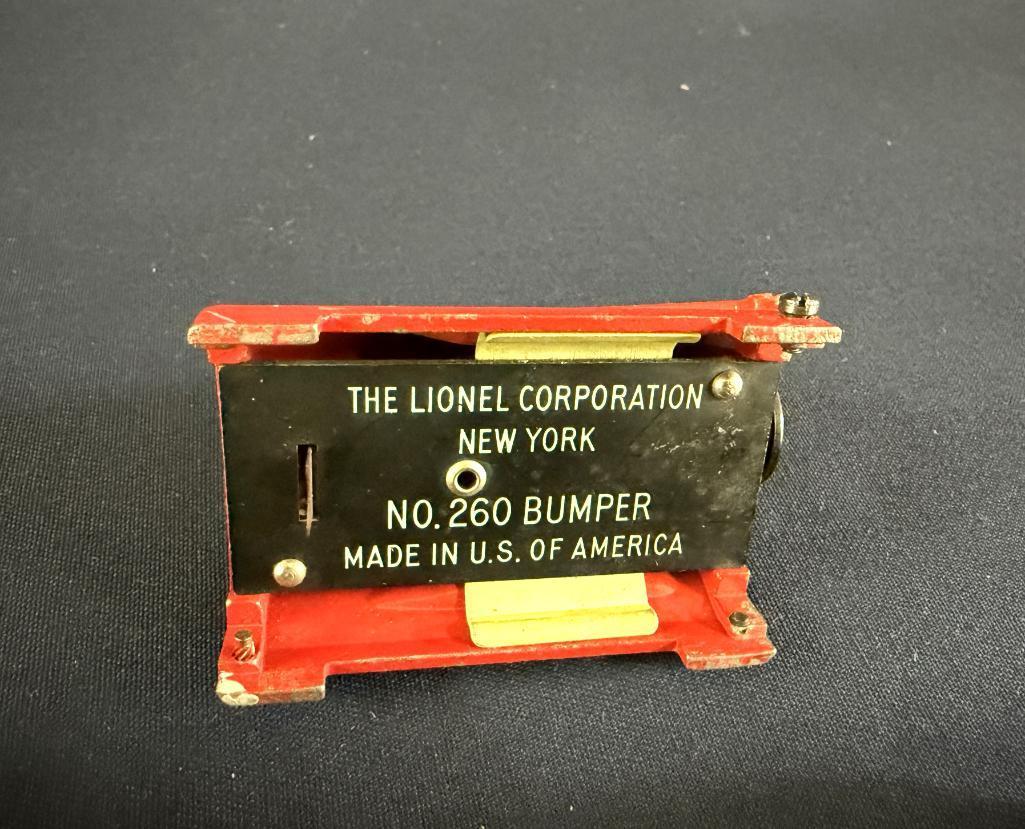 THE LIONEL CORPORATION
NEW YORK
NO. 260 BUMPER
MADE IN U.S. OF AMERICA